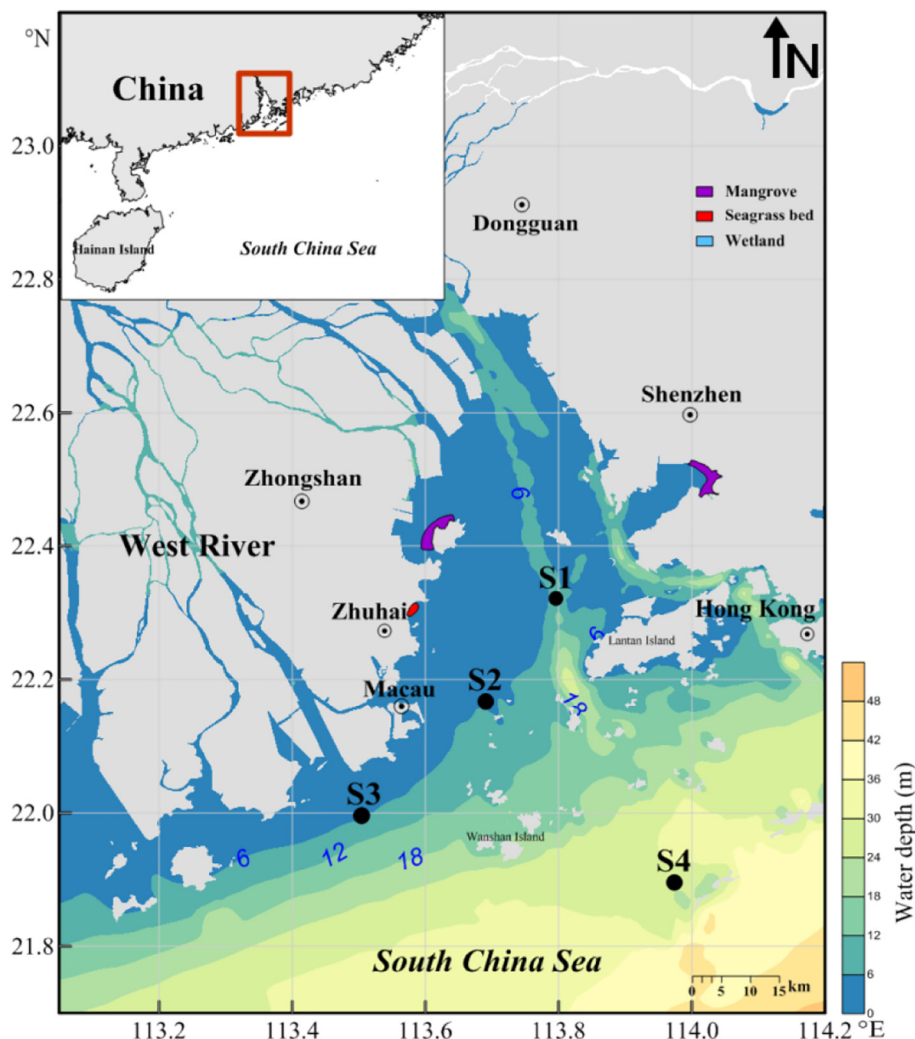 °N
China
Hainan Island
South China Sea
N
23.0
22.8
22.6
22.4
22.2
22.0
21.8
Mangrove
Seagrass bed
Wetland
Dongguan
Shenzhen
Zhongshan
6
West River
S1
Zhuhai
Hong Kong
6
Lantan Island
S2
Macau
18
S3
Wanshan Island
6
12
18
S4
South China Sea
0 5 10 15 km
48
42
36
30
24
18
12
6
0
Water depth (m)
113.2
113.4
113.6
113.8
114.0
114.2
°E